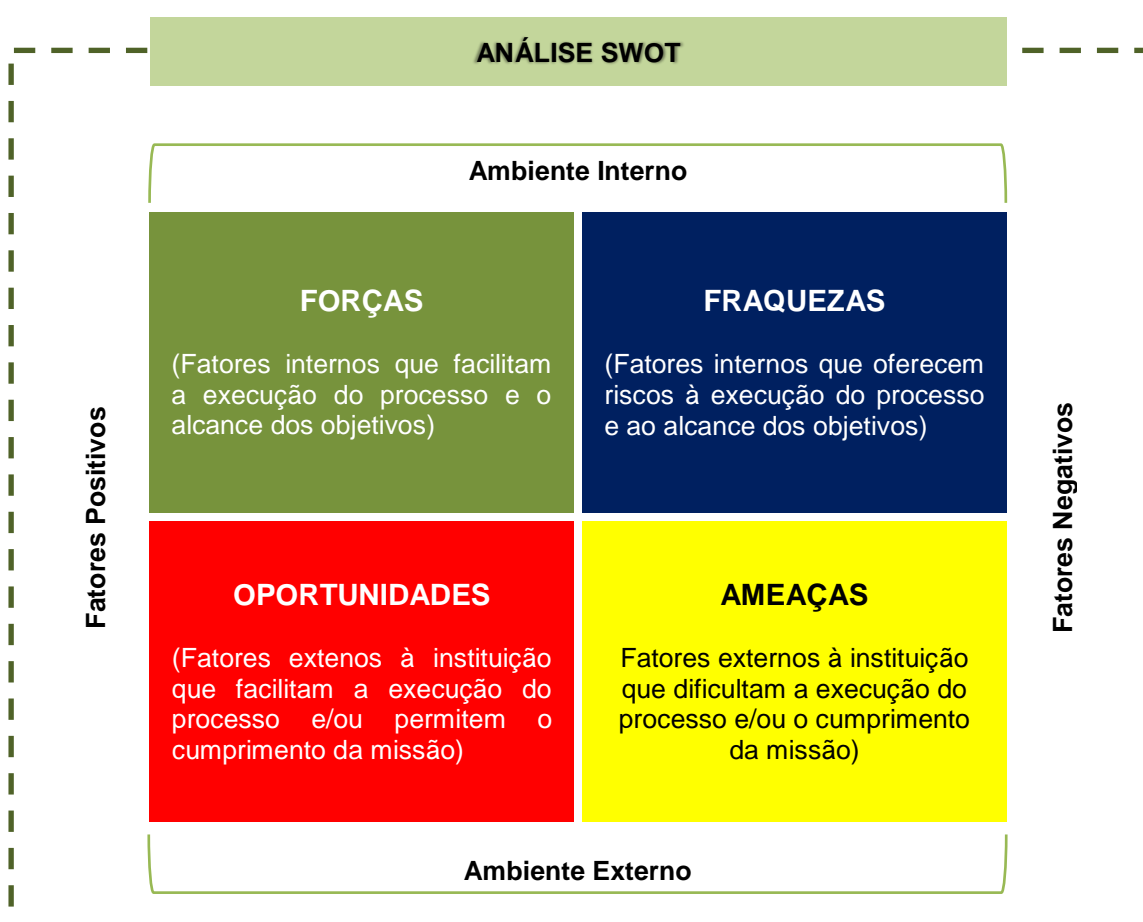 ANÁLISE SWOT
Ambiente Interno
Fatores Positivos
FORÇAS
(Fatores internos que facilitam
a execução do processo e o
alcance dos objetivos)
FRAQUEZAS
(Fatores internos que oferecem
riscos à execução do processo
e ao alcance dos objetivos)
Fatores Negativos
OPORTUNIDADES
(Fatores extenos à instituição
que facilitam a execução do
processo e/ou permitem o
cumprimento da missão)
AMEAÇAS
Fatores externos à instituição
que dificultam a execução do
processo e/ou o cumprimento
da missão)
Ambiente Externo